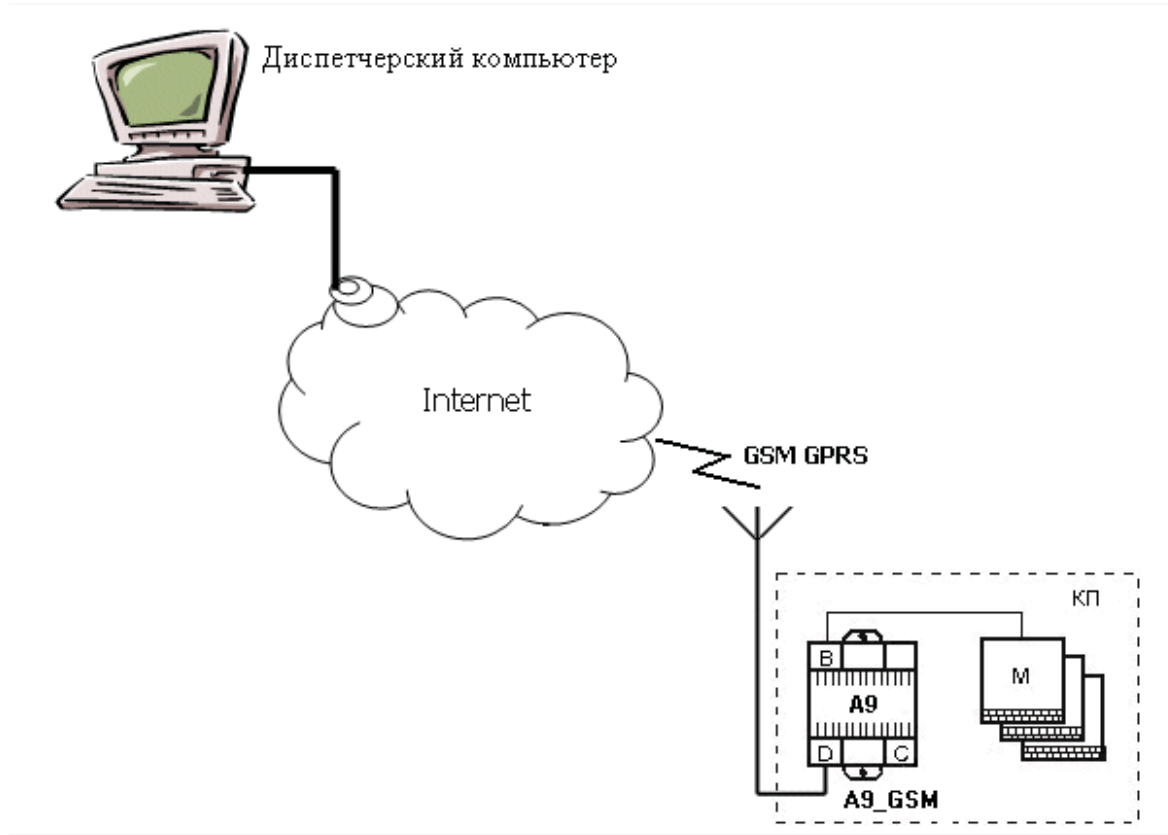 Диспетчерский компьютер
Internet
GSM GPRS
КП
B
M
A9
D C
A9_GSM